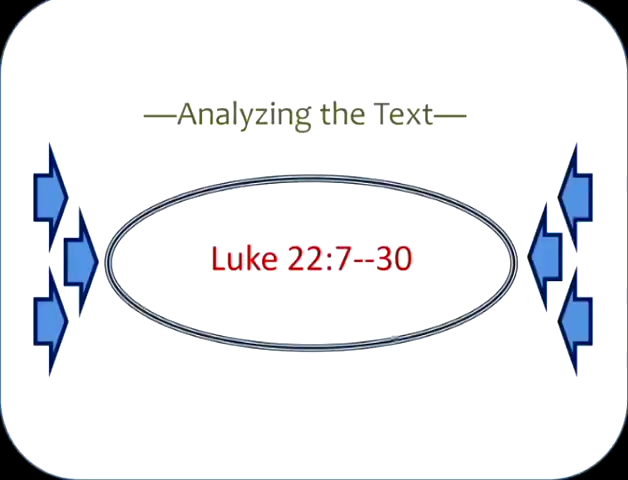 —Analyzing the Text—
Luke 22:7--30